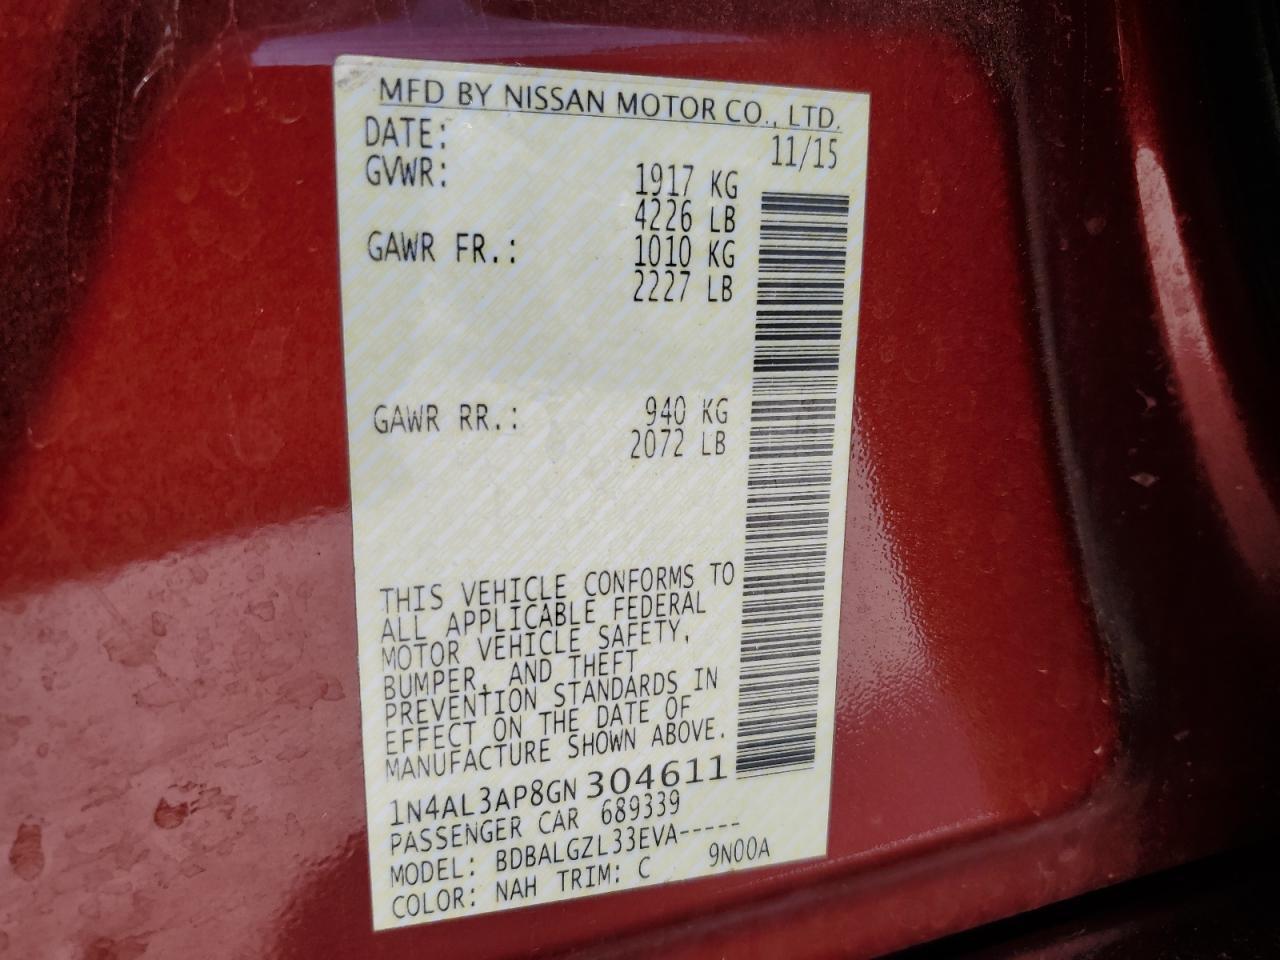 MFD BY NISSAN MOTOR CO., LTD.
DATE: 11/15
GVWR: 1917 KG
4226 LB
GAWR FR.: 1010 KG
2227 LB
GAWR RR.: 940 KG
2072 LB
THIS VEHICLE CONFORMS TO
ALL APPLICABLE FEDERAL
MOTOR VEHICLE SAFETY,
BUMPER, AND THEFT
PREVENTION STANDARDS IN
EFFECT ON THE DATE OF
MANUFACTURE SHOWN ABOVE.
1N4AL3AP8GN 304611
PASSENGER CAR 689339
MODEL: BDBALGZL33EVA-----
COLOR: NAH TRIM: C 9N00A